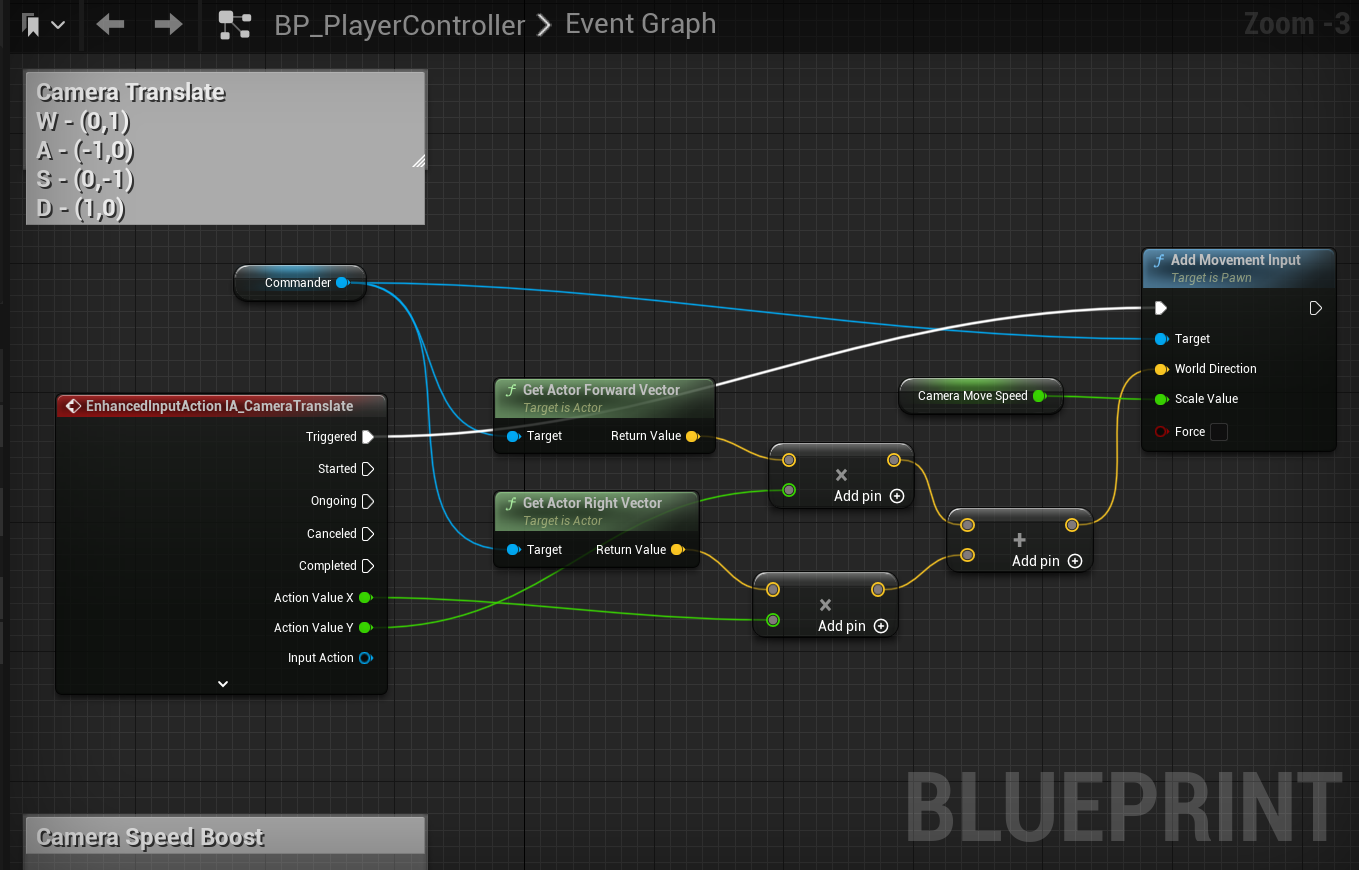 BP_PlayerController > Event Graph
Zoom -3
Camera Translate
W - (0,1)
A - (-1,0)
S - (0,-1)
D - (1,0)
Commander
EnhancedInputAction IA_CameraTranslate
Triggered
Started
Ongoing
Canceled
Completed
Action Value X
Action Value Y
Input Action
Get Actor Forward Vector
Target is Actor
Target
Return Value
Get Actor Right Vector
Target is Actor
Target
Return Value
×
Add pin
×
Add pin
+
Add pin
Camera Move Speed
Add Movement Input
Target is Pawn
Target
World Direction
Scale Value
Force
Camera Speed Boost
BLUEPRINT